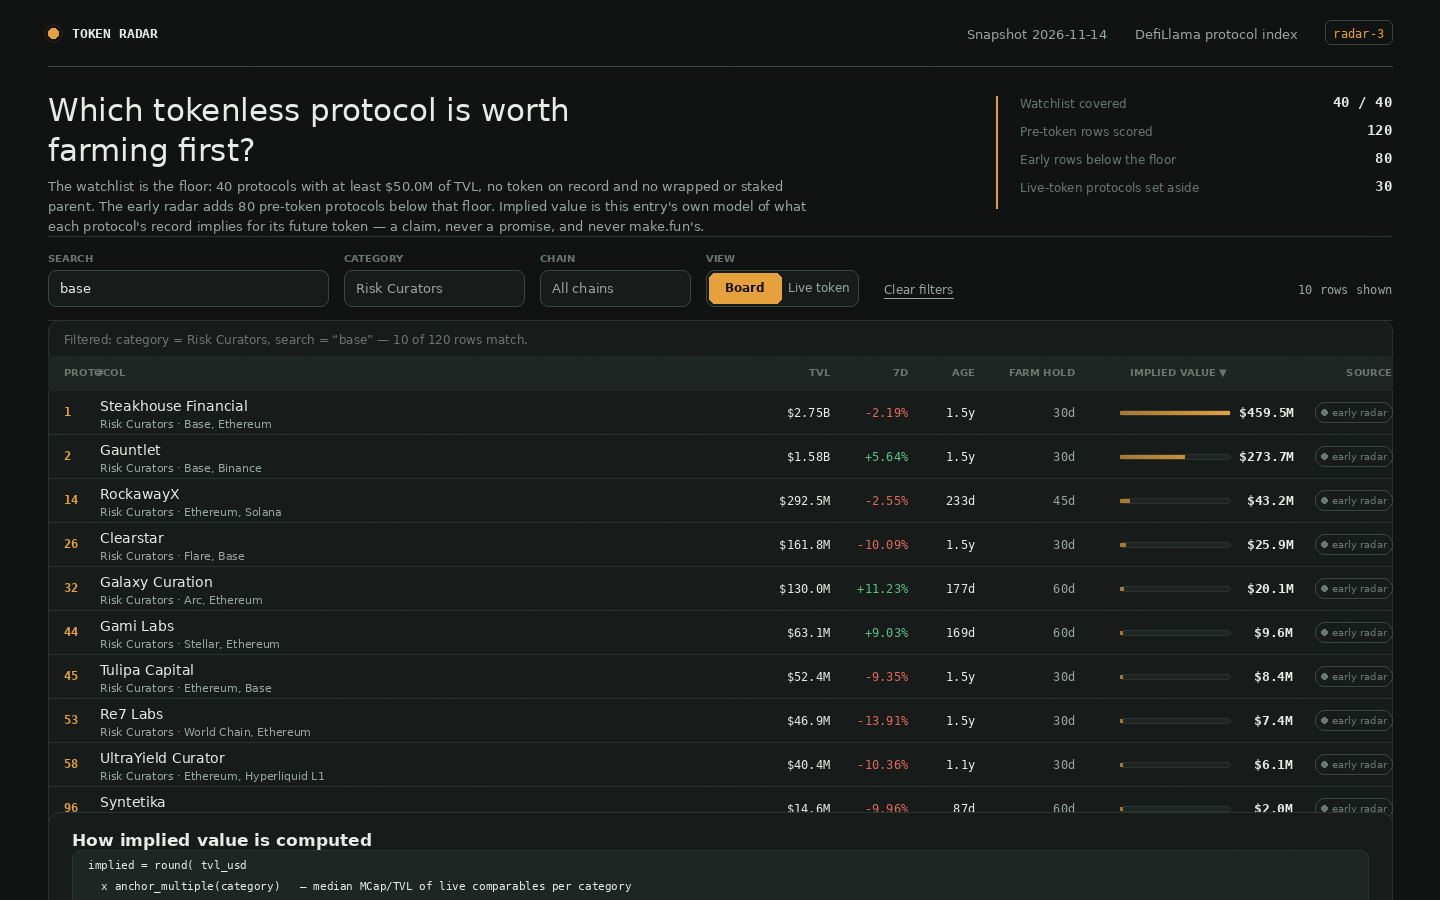 TOKEN RADAR
Snapshot 2026-11-14
DefiLlama protocol index
radar-3
Which tokenless protocol is worth
farming first?
The watchlist is the floor: 40 protocols with at least $50.0M of TVL, no token on record and no wrapped or staked
parent. The early radar adds 80 pre-token protocols below that floor. Implied value is this entry's own model of what
each protocol's record implies for its future token — a claim, never a promise, and never make.fun's.
Watchlist covered 40 / 40
Pre-token rows scored 120
Early rows below the floor 80
Live-token protocols set aside 30
SEARCH CATEGORY CHAIN VIEW
base Risk Curators All chains Board Live token Clear filters 10 rows shown
Filtered: category = Risk Curators, search = “base” — 10 of 120 rows match.
# PROTOCOL TVL 7D AGE FARM HOLD IMPLIED VALUE ▼ SOURCE
1 Steakhouse Financial $2.75B -2.19% 1.5y 30d $459.5M early radar
Risk Curators · Base, Ethereum
2 Gauntlet $1.58B +5.64% 1.5y 30d $273.7M early radar
Risk Curators · Base, Binance
14 RockawayX $292.5M -2.55% 233d 45d $43.2M early radar
Risk Curators · Ethereum, Solana
26 Clearstar $161.8M -10.09% 1.5y 30d $25.9M early radar
Risk Curators · Flare, Base
32 Galaxy Curation $130.0M +11.23% 177d 60d $20.1M early radar
Risk Curators · Arc, Ethereum
44 Gami Labs $63.1M +9.03% 169d 60d $9.6M early radar
Risk Curators · Stellar, Ethereum
45 Tulipa Capital $52.4M -9.35% 1.5y 30d $8.4M early radar
Risk Curators · Ethereum, Base
53 Re7 Labs $46.9M -13.91% 1.5y 30d $7.4M early radar
Risk Curators · World Chain, Ethereum
58 UltraYield Curator $40.4M -10.36% 1.1y 30d $6.1M early radar
Risk Curators · Ethereum, Hyperliquid L1
96 Syntetika $14.6M -9.96% 87d 60d $2.0M early radar
How implied value is computed
implied = round( tvl_usd
x anchor_multiple(category) — median MCap/TVL of live comparables per category